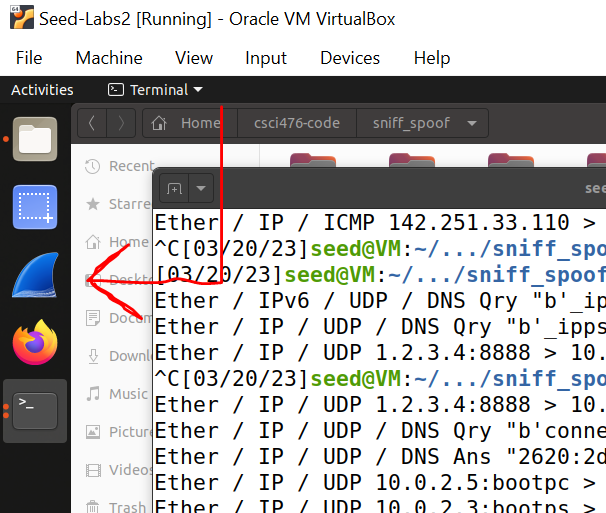 Seed-Labs2 [Running] - Oracle VM VirtualBox
File Machine View Input Devices Help
Activities Terminal
Home csci476-code sniff_spoof
Recent
see
Starre
Ether / IP / ICMP 142.251.33.110 >
Home
^C[03/20/23]seed@VM:~/.../sniff_spoo
Deskto
[03/20/23]seed@VM:~/.../sniff_spoof
Ether / IPv6 / UDP / DNS Qry "b'_ip
Docum
Ether / IP / UDP / DNS Qry "b'_ipps
Downl
Ether / IP / UDP 1.2.3.4:8888 > 10.
^C[03/20/23]seed@VM:~/.../sniff_spoo
Music
Ether / IP / UDP 1.2.3.4:8888 > 10.
Picture
Ether / IP / UDP / DNS Qry "b'conne
Ether / IP / UDP / DNS Ans "2620:2d
Videos
Ether / IP / UDP 10.0.2.5:bootpc >
Trash
Ether / IP / UDP 10.0.2.3:bootps >